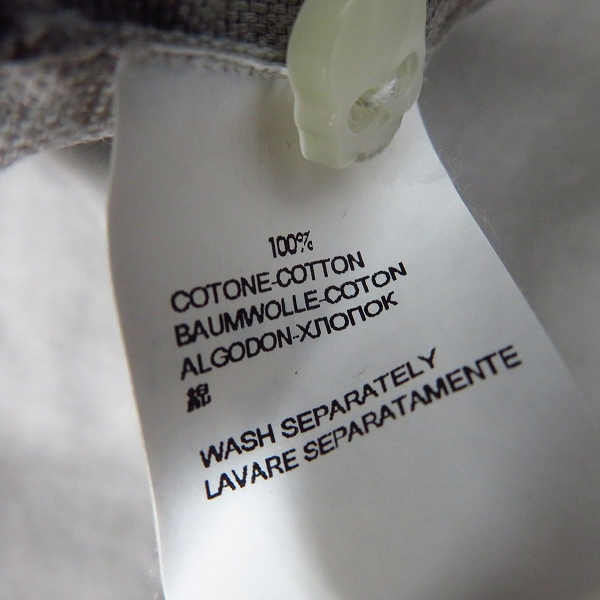 100%
COTONE-COTTON
BAUMWOLLE-COTON
ALGODON-ХЛОПОК
綿
WASH SEPARATELY
LAVARE SEPARATAMENTE